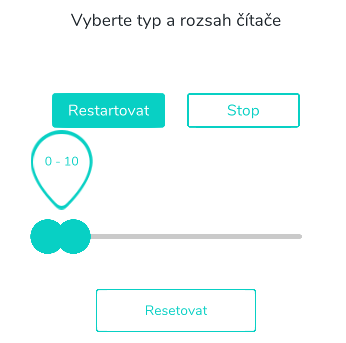 Vyberte typ a rozsah čítače
Restartovat
Stop
0 - 10
Resetovat